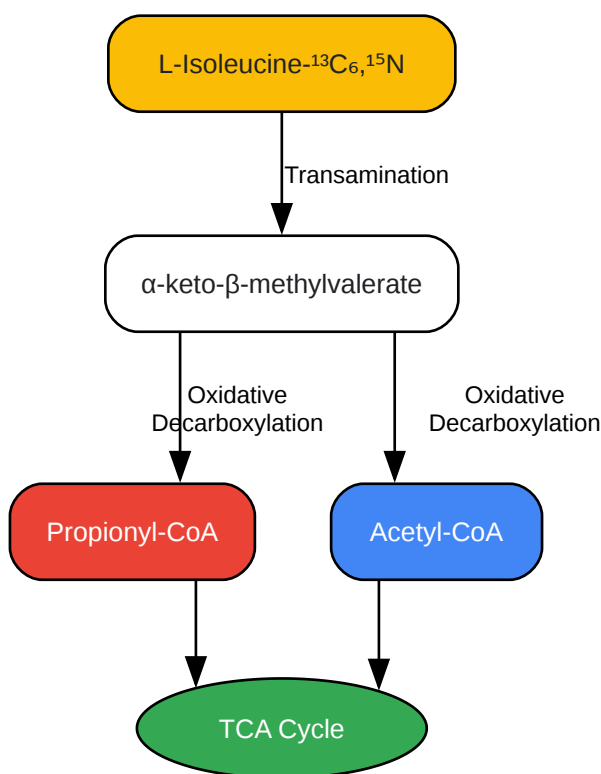 L-Isoleucine-¹³C₆,¹⁵N
Transamination
α-keto-β-methylvalerate
Oxidative
Decarboxylation
Oxidative
Decarboxylation
Propionyl-CoA
Acetyl-CoA
TCA Cycle